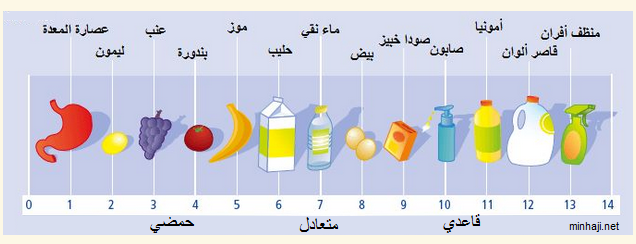 عصارة المعدة
ليمون
عنب
بندورة
موز
حليب
ماء نقي
بيض
صودا خبيز
صابون
أمونيا
قاصر ألوان
منظف أفران
0 1 2 3 4 5 6 7 8 9 10 11 12 13 14
حمضي متعادل قاعدي
minhaji.net